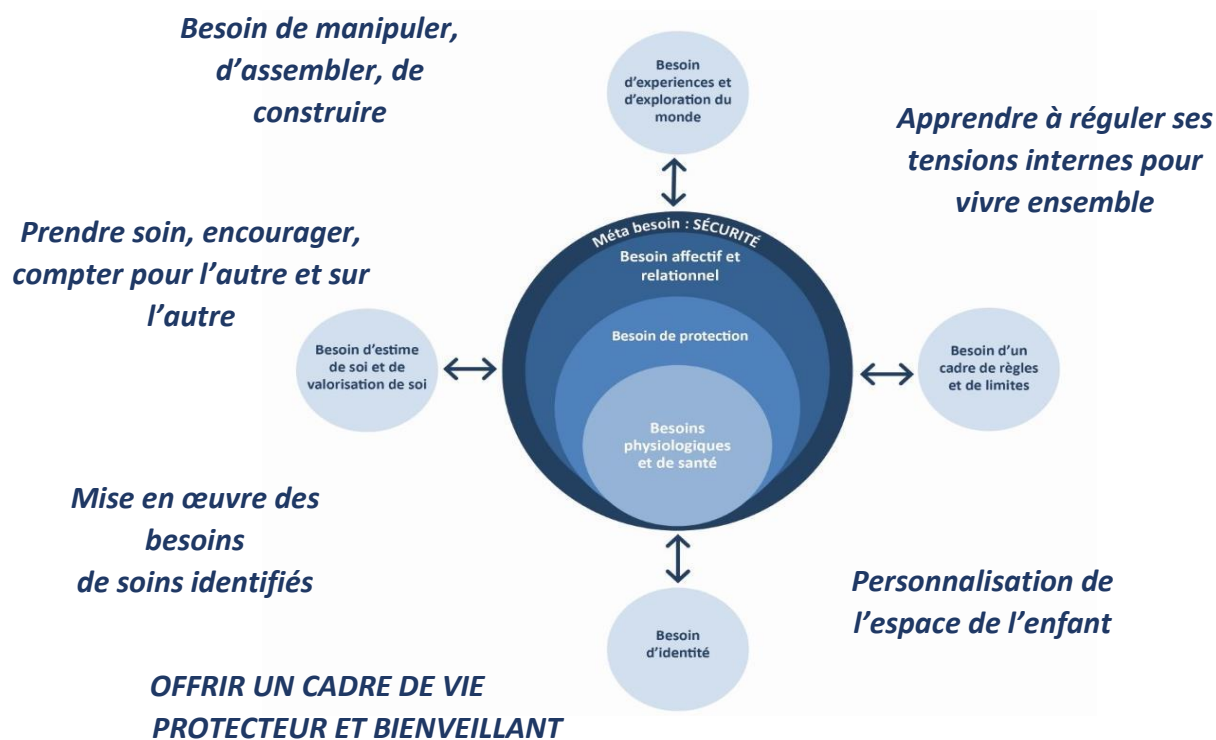 Besoin de manipuler,
d’assembler, de
construire
Besoin
d’experiences et
d’exploration du
monde
Apprendre à réguler ses
tensions internes pour
vivre ensemble
Prendre soin, encourager,
compter pour l’autre et sur
l’autre
Méta besoin : SÉCURITÉ
Besoin affectif et
relationnel
Besoin de protection
Besoins
physiologiques
et de santé
Besoin d’estime
de soi et de
valorisation de soi
Besoin d’un
cadre de règles
et de limites
Mise en œuvre des
besoins
de soins identifiés
Personnalisation de
l’espace de l’enfant
Besoin
d’identité
OFFRIR UN CADRE DE VIE
PROTECTEUR ET BIENVEILLANT